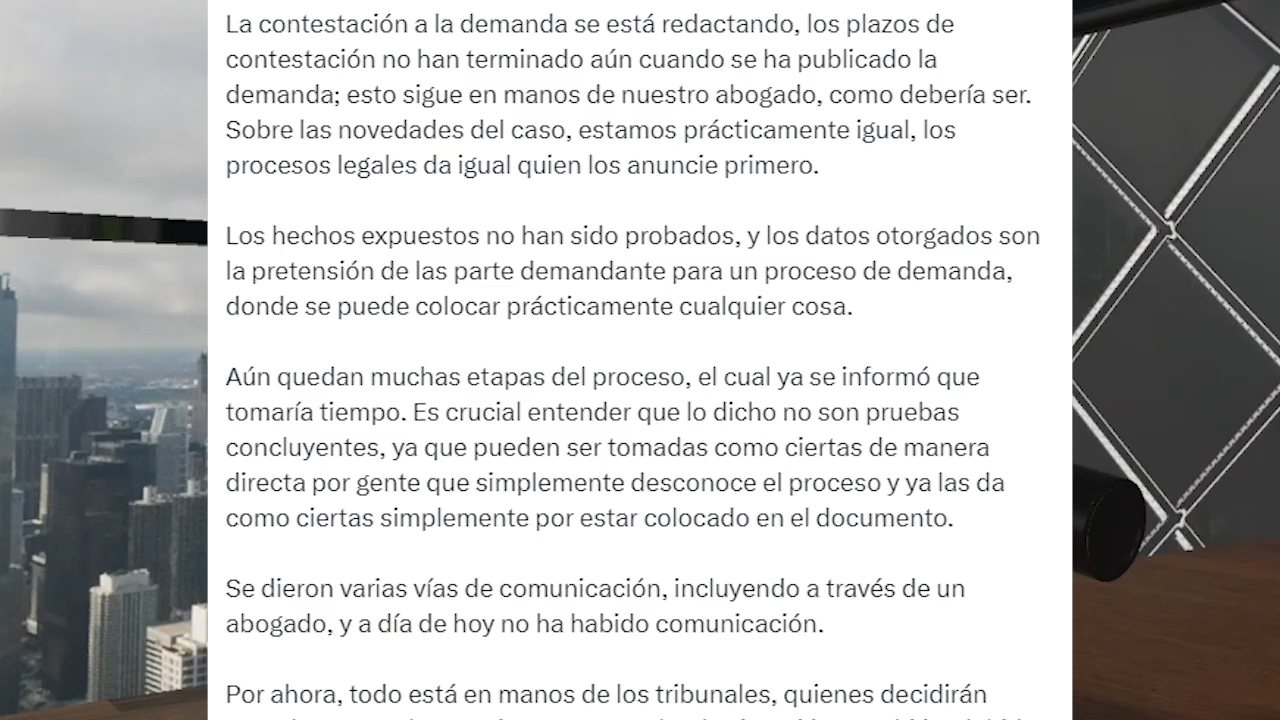 La contestación a la demanda se está redactando, los plazos de
contestación no han terminado aún cuando se ha publicado la
demanda; esto sigue en manos de nuestro abogado, como debería ser.
Sobre las novedades del caso, estamos prácticamente igual, los
procesos legales da igual quien los anuncie primero.
Los hechos expuestos no han sido probados, y los datos otorgados son
la pretensión de las parte demandante para un proceso de demanda,
donde se puede colocar prácticamente cualquier cosa.
Aún quedan muchas etapas del proceso, el cual ya se informó que
tomaría tiempo. Es crucial entender que lo dicho no son pruebas
concluyentes, ya que pueden ser tomadas como ciertas de manera
directa por gente que simplemente desconoce el proceso y ya las da
como ciertas simplemente por estar colocado en el documento.
Se dieron varias vías de comunicación, incluyendo a través de un
abogado, y a día de hoy no ha habido comunicación.
Por ahora, todo está en manos de los tribunales, quienes decidirán